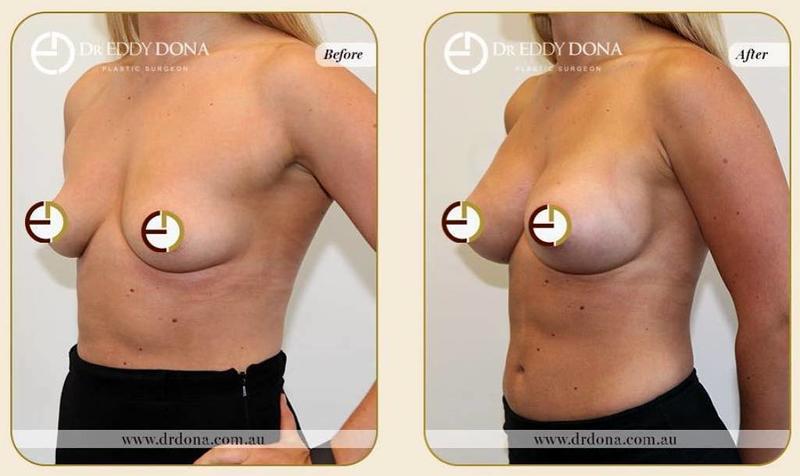 DR EDDY DONA
PLASTIC SURGEON
Before
www.drdona.com.au
DR EDDY DONA
PLASTIC SURGEON
After
www.drdona.com.au